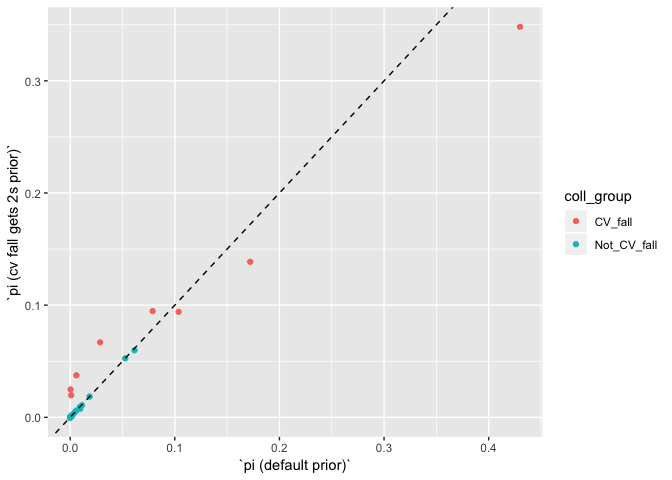 0.3
0.2
0.1
0.0
`pi (cv fall gets 2s prior)`
0.0 0.1 0.2 0.3 0.4
`pi (default prior)`
coll_group
CV_fall
Not_CV_fall